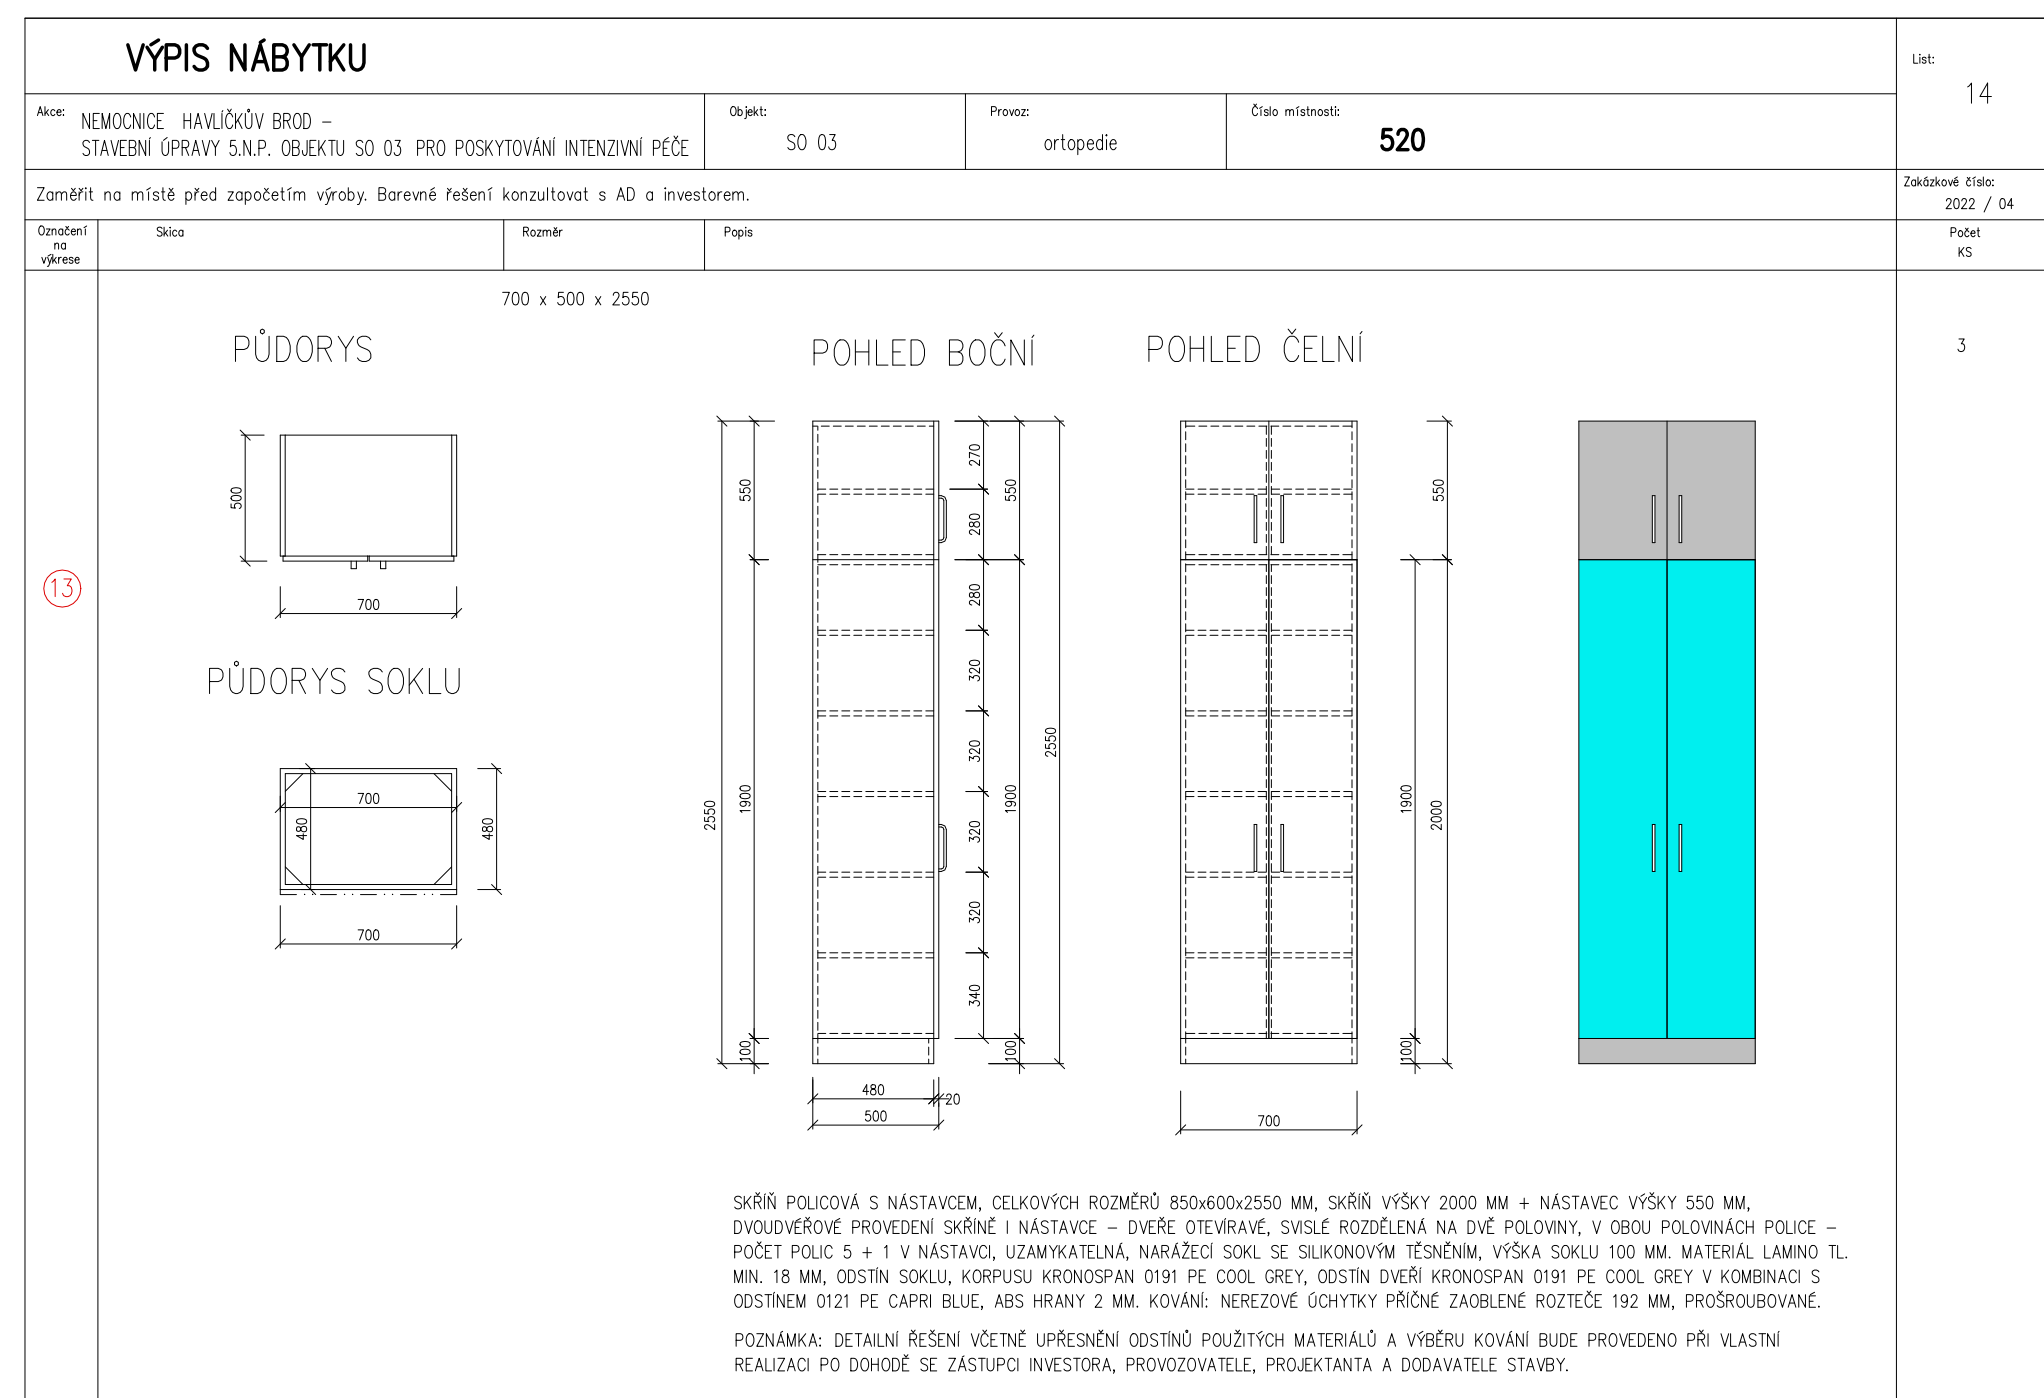 VÝPIS NÁBYTKU
List:
14
Akce:
NEMOCNICE HAVLÍČKŮV BROD –
STAVEBNÍ ÚPRAVY 5.N.P. OBJEKTU SO 03 PRO POSKYTOVÁNÍ INTENZIVNÍ PÉČE
Objekt:
SO 03
Provoz:
ortopedie
Číslo místnosti:
520
Zaměřit na místě před započetím výroby. Barevné řešení konzultovat s AD a investorem.
Zakázkové číslo:
2022 / 04
Označení
na
výkrese
Skica
Rozměr
Popis
Počet
KS
700 x 500 x 2550
3
PŮDORYS
POHLED BOČNÍ
POHLED ČELNÍ
500
700
13
PŮDORYS SOKLU
700
480
480
700
2550
550
1900
100
270
280
280
320
320
320
320
340
550
1900
100
2550
480
20
500
550
1900
2000
100
700
SKŘÍŇ POLICOVÁ S NÁSTAVCEM, CELKOVÝCH ROZMĚRŮ 850x600x2550 MM, SKŘÍŇ VÝŠKY 2000 MM + NÁSTAVEC VÝŠKY 550 MM,
DVOUDVÉŘOVÉ PROVEDENÍ SKŘÍNĚ I NÁSTAVCE – DVEŘE OTEVÍRAVÉ, SVISLÉ ROZDĚLENÁ NA DVĚ POLOVINY, V OBOU POLOVINÁCH POLICE –
POČET POLIC 5 + 1 V NÁSTAVCI, UZAMYKATELNÁ, NARÁŽECÍ SOKL SE SILIKONOVÝM TĚSNĚNÍM, VÝŠKA SOKLU 100 MM. MATERIÁL LAMINO TL.
MIN. 18 MM, ODSTÍN SOKLU, KORPUSU KRONOSPAN 0191 PE COOL GREY, ODSTÍN DVEŘÍ KRONOSPAN 0191 PE COOL GREY V KOMBINACI S
ODSTÍNEM 0121 PE CAPRI BLUE, ABS HRANY 2 MM. KOVÁNÍ: NEREZOVÉ ÚCHYTKY PŘÍČNÉ ZAOBLENÉ ROZTEČE 192 MM, PROŠROUBOVANÉ.
POZNÁMKA: DETAILNÍ ŘEŠENÍ VČETNĚ UPŘESNĚNÍ ODSTÍNŮ POUŽITÝCH MATERIÁLŮ A VÝBĚRU KOVÁNÍ BUDE PROVEDENO PŘI VLASTNÍ
REALIZACI PO DOHODĚ SE ZÁSTUPCI INVESTORA, PROVOZOVATELE, PROJEKTANTA A DODAVATELE STAVBY.